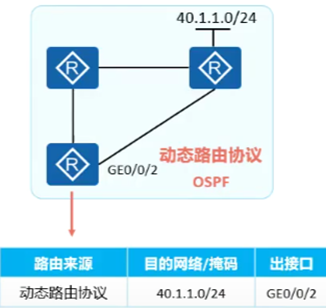 40.1.1.0/24
R
R
R
GE0/0/2
动态路由协议
OSPF
路由来源 目的网络/掩码 出接口
动态路由协议 40.1.1.0/24 GE0/0/2